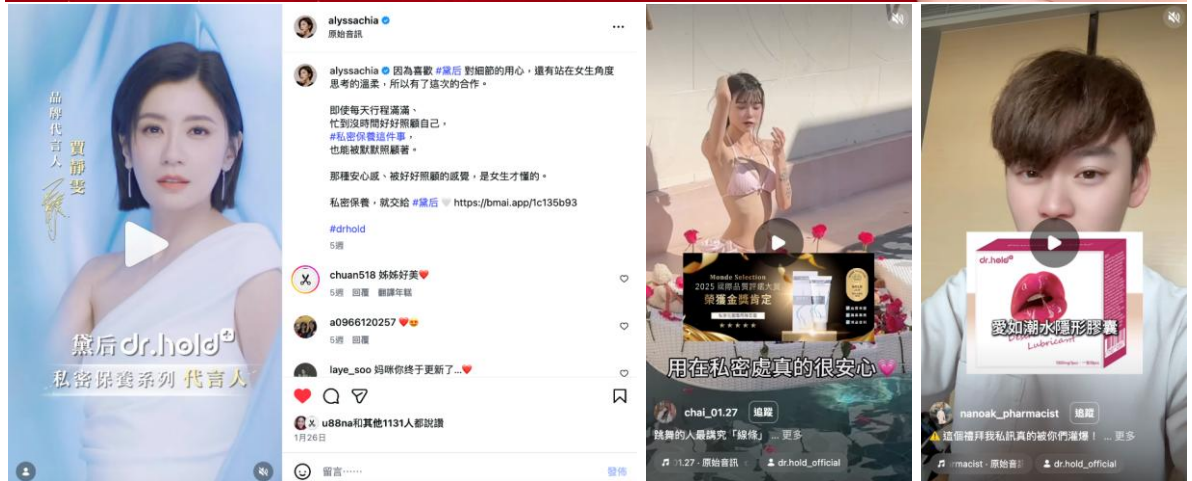 品牌代言人
賈靜雯
黛后dr.hold
私密保養系列 代言人
alyssachia
原始音訊
alyssachia 因為喜歡 #黛后 對細節的用心，還有站在女生角度
思考的溫柔，所以有了這次的合作。
即使每天行程滿滿、
忙到沒時間好好照顧自己，
#私密保養這件事，
也能被默默照顧著。
那種安心感、被好好照顧的感覺，是女生才懂的。
私密保養，就交給 #黛后 🤍 https://bmai.app/1c135b93
#drhold
5週
chuan518 姊姊好美❤️
5週 回覆 翻譯年糕
a0966120257 ❤️😍
5週 回覆
laye_soo 妈咪你终于更新了...❤️
u88na和其他1131人都說讚
1月26日
留言……
發佈
Monde Selection
2025 國際品質評鑑大賞
榮獲金獎肯定
用在私密處真的很安心💗
chai_01.27 追蹤
跳舞的人最講究「線條」 ... 更多
01.27 · 原始音訊
dr.hold_official
dr.hold
愛如潮水隱形膠囊
Lubricant
nanoak_pharmacist 追蹤
⚠️這個禮拜我私訊真的被你們灌爆！ ... 更多
rmacist · 原始音訊
dr.hold_official